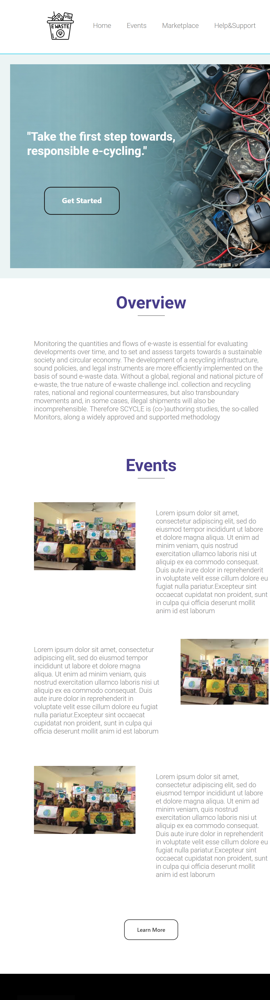 E WASTE
Home Events Marketplace Help&Support
"Take the first step towards,
responsible e-cycling."
Get Started
Overview
Monitoring the quantities and flows of e-waste is essential for evaluating
developments over time, and to set and assess targets towards a sustainable
society and circular economy. The development of a recycling infrastructure,
sound policies, and legal instruments are more efficiently implemented on the
basis of sound e-waste data. Without a global, regional and national picture of
e-waste, the true nature of e-waste challenge incl. collection and recycling
rates, national and regional countermeasures, but also transboundary
movements and, in some cases, illegal shipments will also be
incomprehensible. Therefore SCYCLE is (co-)authoring studies, the so-called
Monitors, along a widely approved and supported methodology
Events
Lorem ipsum dolor sit amet,
consectetur adipiscing elit, sed do
eiusmod tempor incididunt ut labore
et dolore magna aliqua. Ut enim ad
minim veniam, quis nostrud
exercitation ullamco laboris nisi ut
aliquip ex ea commodo consequat.
Duis aute irure dolor in reprehenderit
in voluptate velit esse cillum dolore eu
fugiat nulla pariatur.Excepteur sint
occaecat cupidatat non proident, sunt
in culpa qui officia deserunt mollit
anim id est laborum
Lorem ipsum dolor sit amet, consectetur
adipiscing elit, sed do eiusmod tempor
incididunt ut labore et dolore magna
aliqua. Ut enim ad minim veniam, quis
nostrud exercitation ullamco laboris nisi ut
aliquip ex ea commodo consequat. Duis
aute irure dolor in reprehenderit in
voluptate velit esse cillum dolore eu fugiat
nulla pariatur.Excepteur sint occaecat
cupidatat non proident, sunt in culpa qui
officia deserunt mollit anim id est laborum
Lorem ipsum dolor sit amet,
consectetur adipiscing elit, sed do
eiusmod tempor incididunt ut labore
et dolore magna aliqua. Ut enim ad
minim veniam, quis nostrud
exercitation ullamco laboris nisi ut
aliquip ex ea commodo consequat.
Duis aute irure dolor in reprehenderit
in voluptate velit esse cillum dolore eu
fugiat nulla pariatur.Excepteur sint
occaecat cupidatat non proident, sunt
in culpa qui officia deserunt mollit
anim id est laborum
Learn More